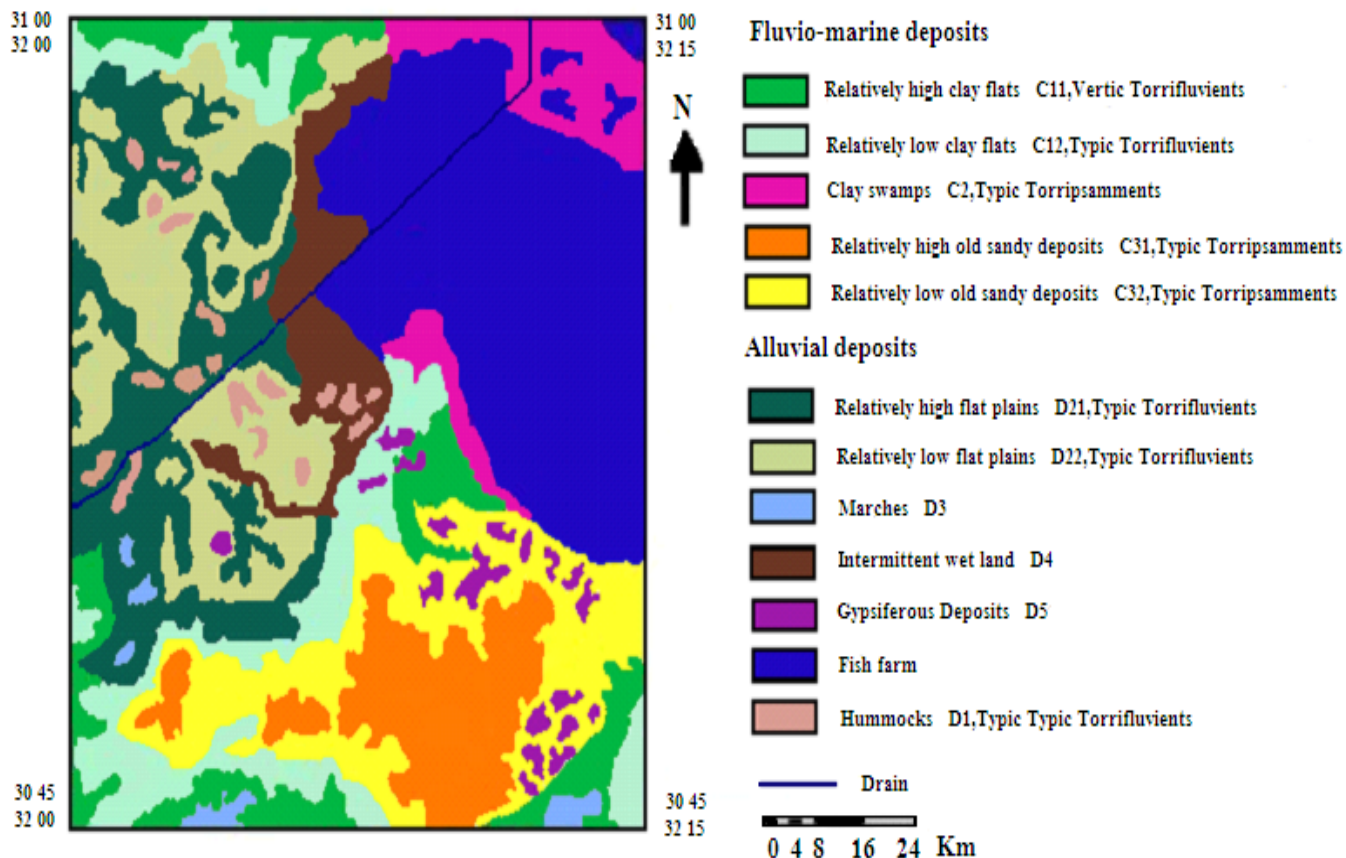 31 00
32 00
31 00
32 15
N
30 45
32 00
30 45
32 15
Fluvio-marine deposits
Relatively high clay flats C11,Vertic Torrifluvients
Relatively low clay flats C12,Typic Torrifluvients
Clay swamps C2,Typic Torripsamments
Relatively high old sandy deposits C31,Typic Torripsamments
Relatively low old sandy deposits C32,Typic Torripsamments
Alluvial deposits
Relatively high flat plains D21,Typic Torrifluvients
Relatively low flat plains D22,Typic Torrifluvients
Marches D3
Intermittent wet land D4
Gypsiferous Deposits D5
Fish farm
Hummocks D1,Typic Typic Torrifluvients
Drain
0 4 8 16 24 Km